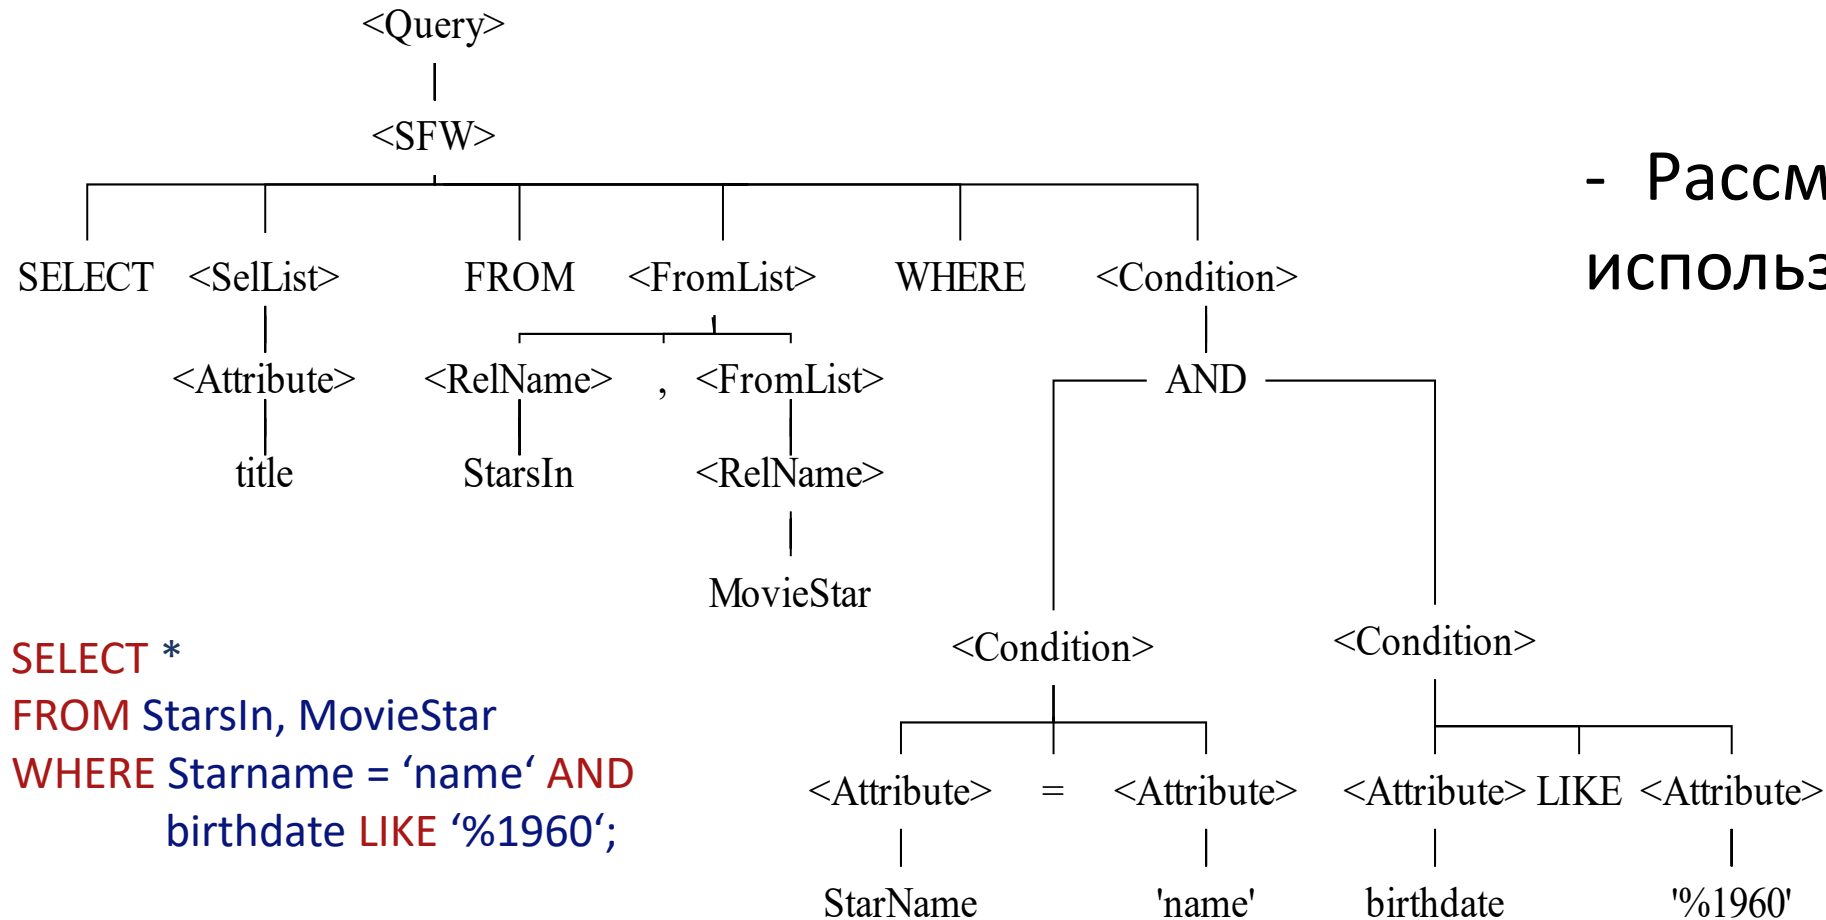 <Query>
<SFW>
SELECT <SelList> FROM <FromList> WHERE <Condition>
<Attribute> <RelName> , <FromList> AND
title StarsIn <RelName>
MovieStar
<Condition> <Condition>
<Attribute> = <Attribute> <Attribute> LIKE <Attribute>
StarName 'name' birthdate '%1960'
SELECT *
FROM StarsIn, MovieStar
WHERE Starname = ‘name‘ AND
birthdate LIKE ‘%1960‘;
-